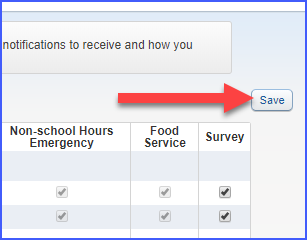 notifications to receive and how you
Save
Non-school Hours Food Survey
Emergency Service